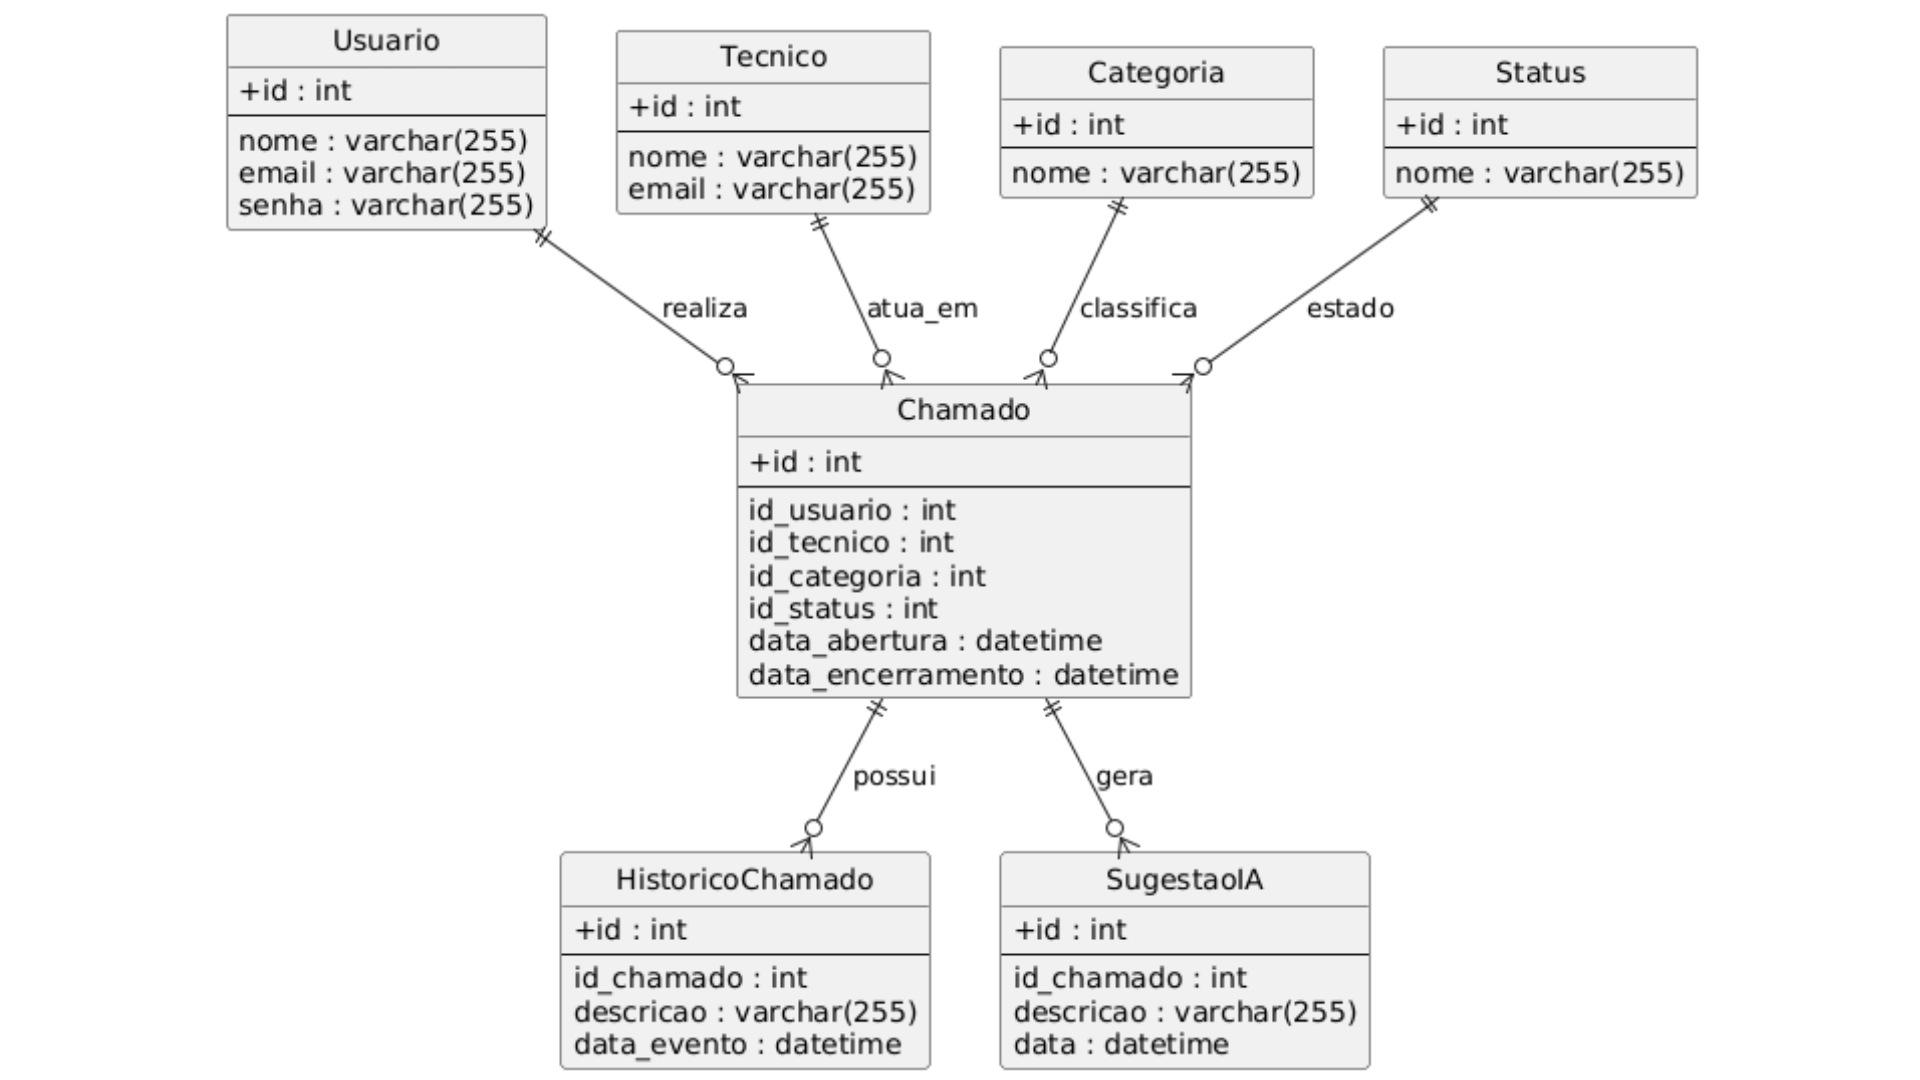 Usuario
+id : int
nome : varchar(255)
email : varchar(255)
senha : varchar(255)
Tecnico
+id : int
nome : varchar(255)
email : varchar(255)
Categoria
+id : int
nome : varchar(255)
Status
+id : int
nome : varchar(255)
realiza
atua_em
classifica
estado
Chamado
+id : int
id_usuario : int
id_tecnico : int
id_categoria : int
id_status : int
data_abertura : datetime
data_encerramento : datetime
possui
gera
HistoricoChamado
+id : int
id_chamado : int
descricao : varchar(255)
data_evento : datetime
SugestaoIA
+id : int
id_chamado : int
descricao : varchar(255)
data : datetime